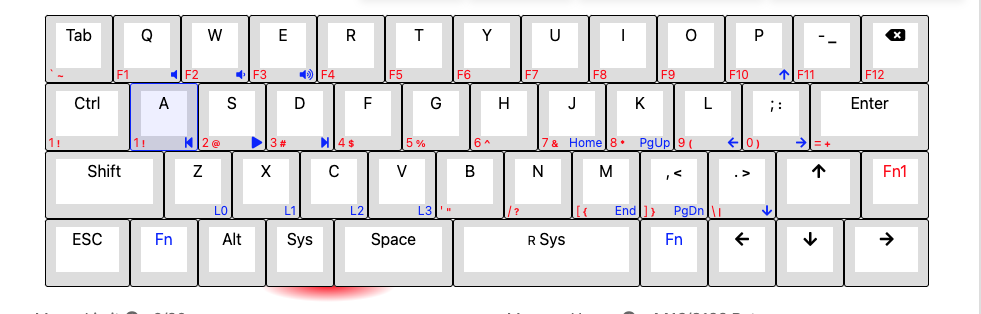 Tab Q W E R T Y U I O P -_
` ~ F1 F2 F3 F4 F5 F6 F7 F8 F9 F10 ↑ F11 F12
Ctrl A S D F G H J K L ;: Enter
1 ! 1 ! 2 @ 3 # 4 $ 5 % 6 ^ 7 & Home 8 * PgUp 9 ( ← 0 ) → = +
Shift Z X C V B N M ,< .> ↑ Fn1
L0 L1 L2 L3 ' " / ? [ { End ] } PgDn \ | ↓
ESC Fn Alt Sys Space R Sys Fn ← ↓ →